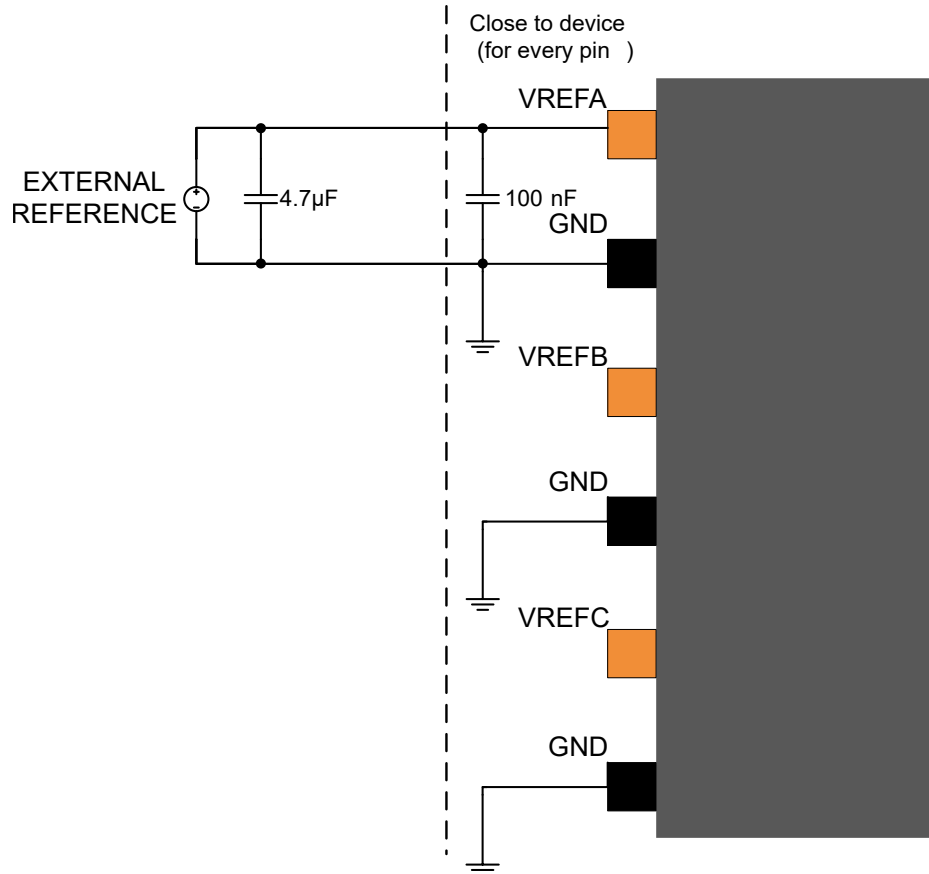 Close to device
(for every pin )
VREFA
EXTERNAL
REFERENCE
+
-
4.7µF
100 nF
GND
VREFB
GND
VREFC
GND